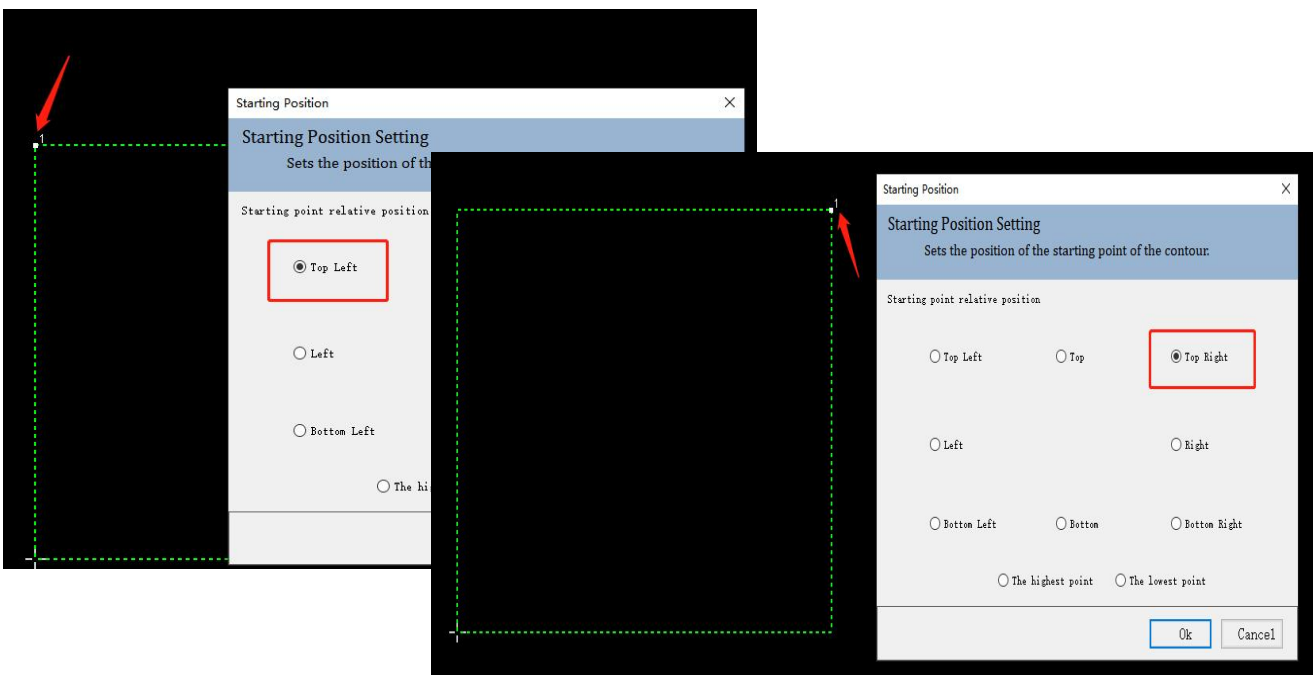 1
Starting Position
Starting Position Setting
Sets the position of th
Starting point relative position
Top Left
Left
Bottom Left
The hi
1
Starting Position
Starting Position Setting
Sets the position of the starting point of the contour.
Starting point relative position
Top Left Top Top Right
Left Right
Bottom Left Bottom Bottom Right
The highest point The lowest point
Ok Cancel